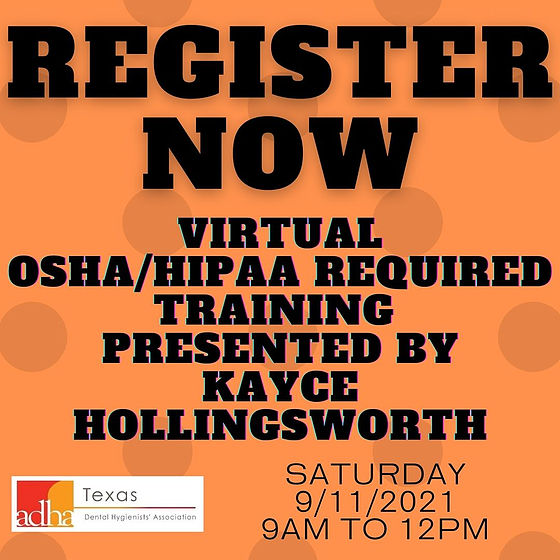 REGISTER
NOW
VIRTUAL
OSHA/HIPAA REQUIRED
TRAINING
PRESENTED BY
KAYCE
HOLLINGSWORTH
SATURDAY
9/11/2021
9AM TO 12PM
adha
Texas
Dental Hygienists' Association